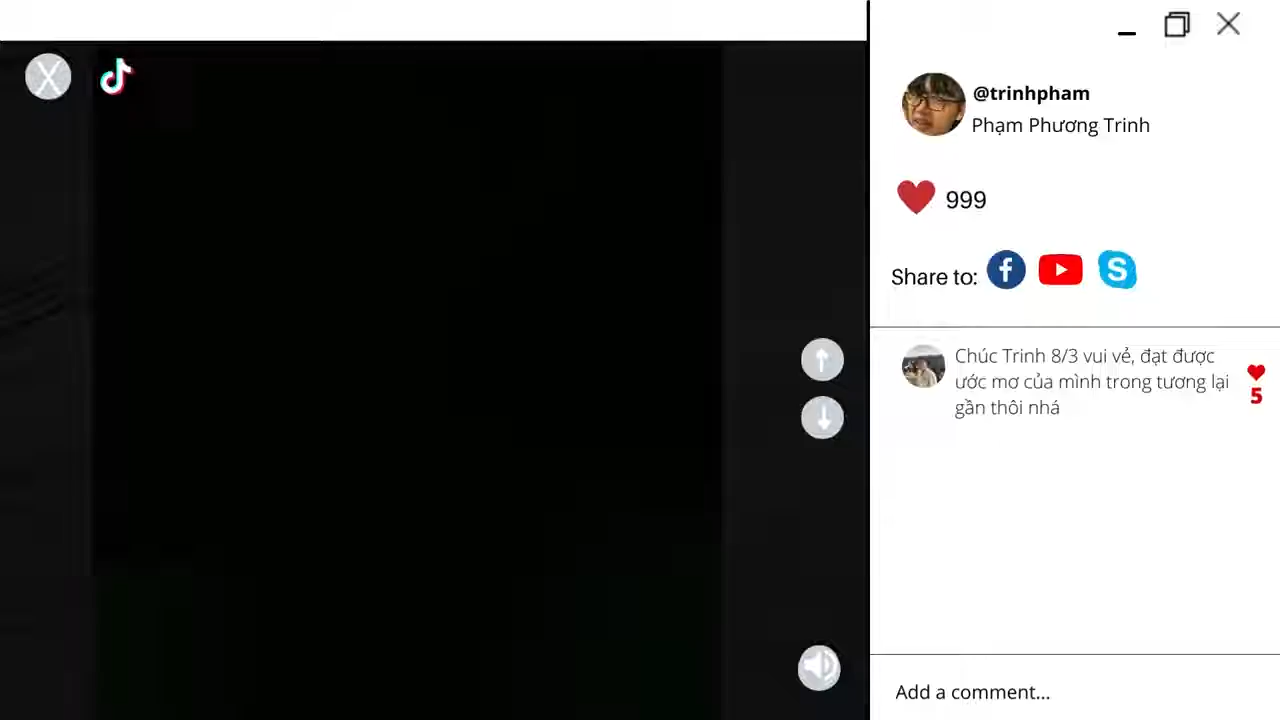 @trinhpham
Phạm Phương Trinh
999
Share to:
Chúc Trinh 8/3 vui vẻ, đạt được
ước mơ của mình trong tương lại
gần thôi nhá
5
Add a comment...